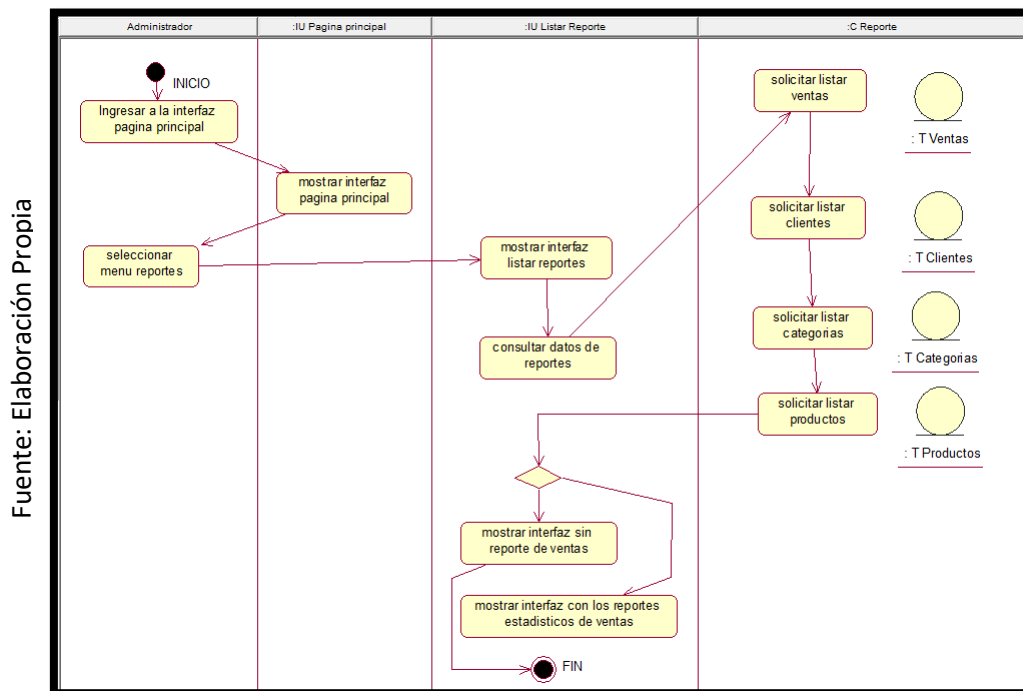 Administrador
:IU Pagina principal
:IU Listar Reporte
:C Reporte
INICIO
Ingresar a la interfaz
pagina principal
mostrar interfaz
pagina principal
seleccionar
menu reportes
mostrar interfaz
listar reportes
consultar datos de
reportes
solicitar listar
ventas
: T Ventas
solicitar listar
clientes
: T Clientes
solicitar listar
categorias
: T Categorias
solicitar listar
productos
: T Productos
mostrar interfaz sin
reporte de ventas
mostrar interfaz con los reportes
estadisticos de ventas
FIN
Fuente: Elaboración Propia